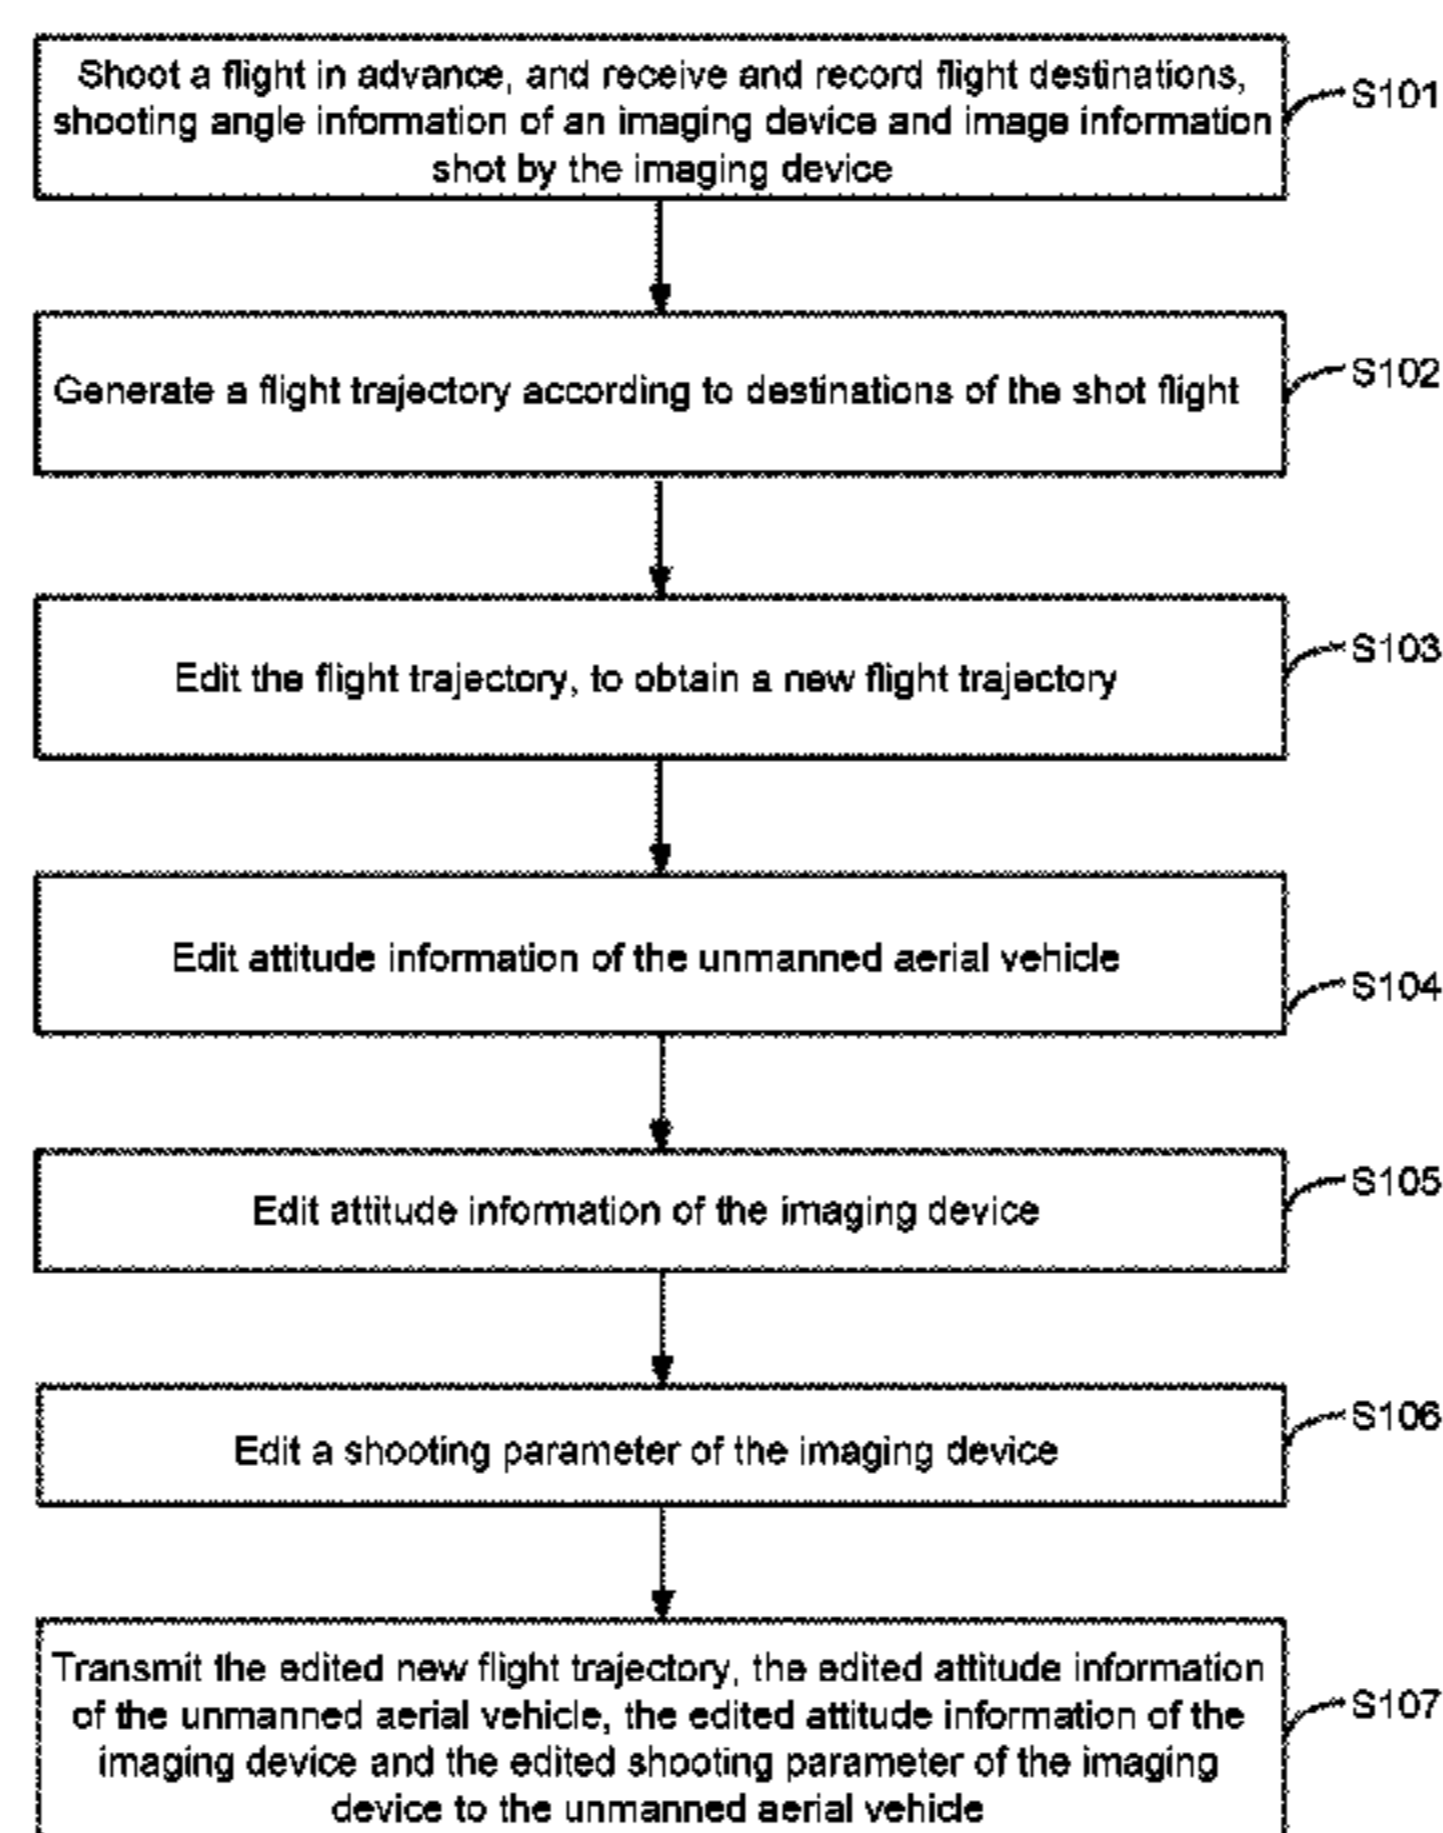 Shoot a flight in advance, and receive and record flight destinations,
shooting angle information of an imaging device and image information
shot by the imaging device
S101
Generate a flight trajectory according to destinations of the shot flight
S102
Edit the flight trajectory, to obtain a new flight trajectory
S103
Edit attitude information of the unmanned aerial vehicle
S104
Edit attitude information of the imaging device
S105
Edit a shooting parameter of the imaging device
S106
Transmit the edited new flight trajectory, the edited attitude information
of the unmanned aerial vehicle, the edited attitude information of the
imaging device and the edited shooting parameter of the imaging
device to the unmanned aerial vehicle
S107